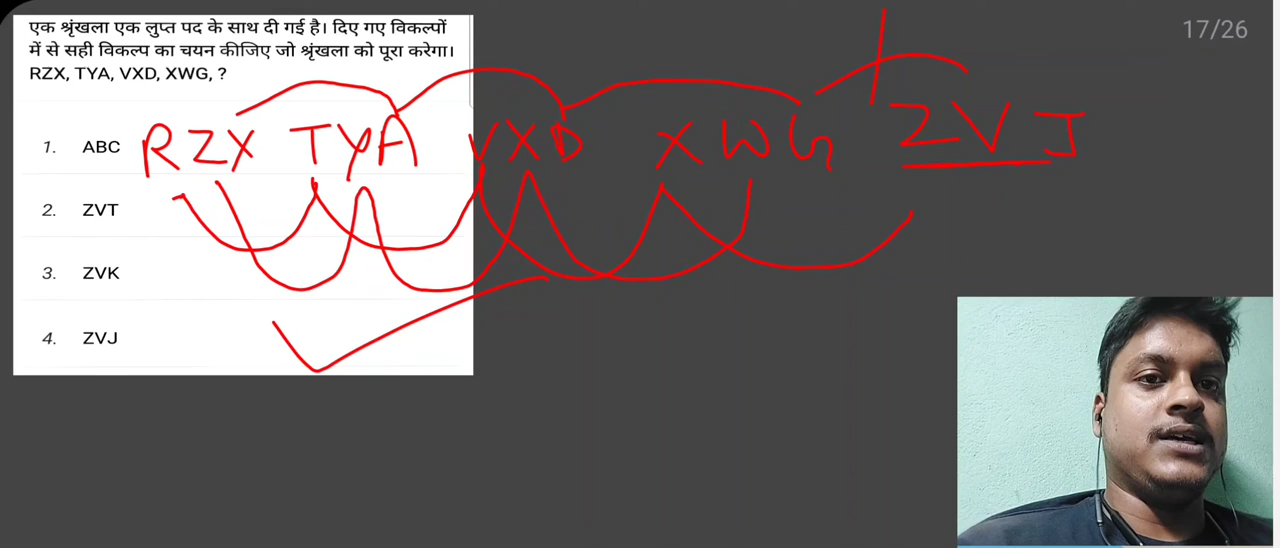 17/26
एक श्रृंखला एक लुप्त पद के साथ दी गई है। दिए गए विकल्पों
में से सही विकल्प का चयन कीजिए जो श्रृंखला को पूरा करेगा।
RZX, TYA, VXD, XWG, ?
RZX TYA VXD XWG ZVJ
1. ABC
2. ZVT
3. ZVK
4. ZVJ